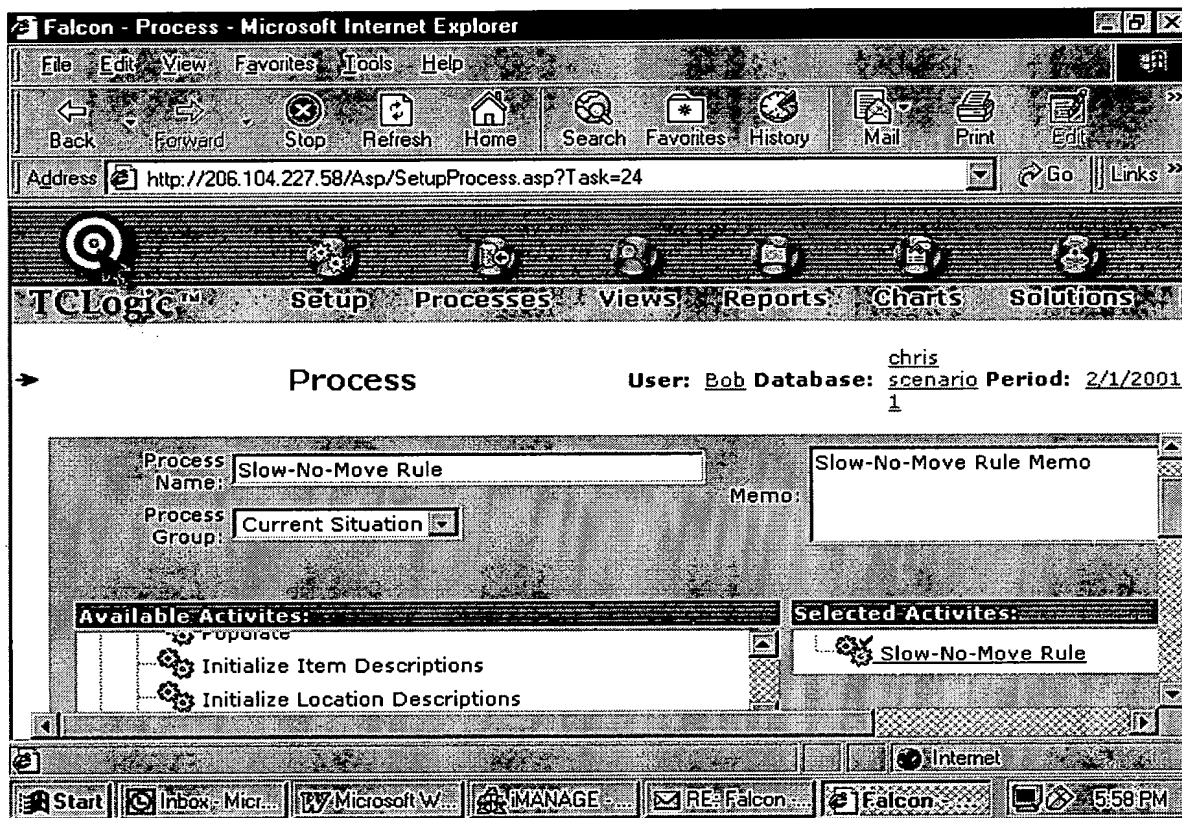 Falcon - Process - Microsoft Internet Explorer
File Edit View Favorites Tools Help
Back Forward Stop Refresh Home Search Favorites History Mail Print Edit
Address http://206.104.227.58/Asp/SetupProcess.asp?Task=24 Go Links
TCLogic™ Setup Processes Views Reports Charts Solutions
Process User: Bob Database: chris scenario 1 Period: 2/1/2001
Process Name: Slow-No-Move Rule
Memo: Slow-No-Move Rule Memo
Process Group: Current Situation
Available Activites: Selected Activites:
Populate
Slow-No-Move Rule
Initialize Item Descriptions
Initialize Location Descriptions
Internet
Start Inbox - Micr... Microsoft W... iMANAGE - ... RE: Falcon -... Falcon - ... 5:58 PM